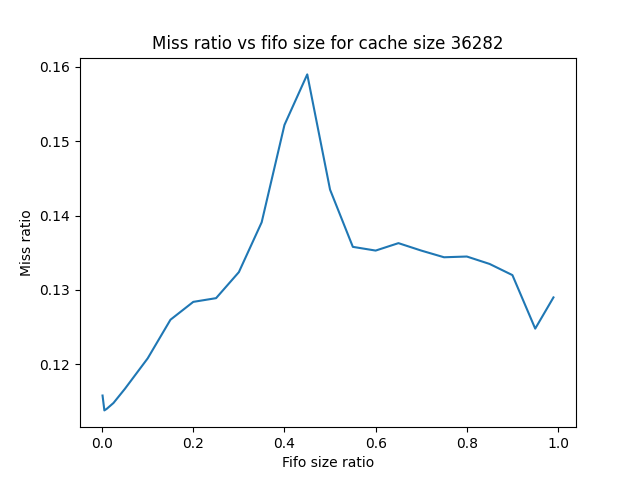 Miss ratio vs fifo size for cache size 36282
0.16
0.15
0.14
0.13
0.12
Miss ratio
0.0 0.2 0.4 0.6 0.8 1.0
Fifo size ratio